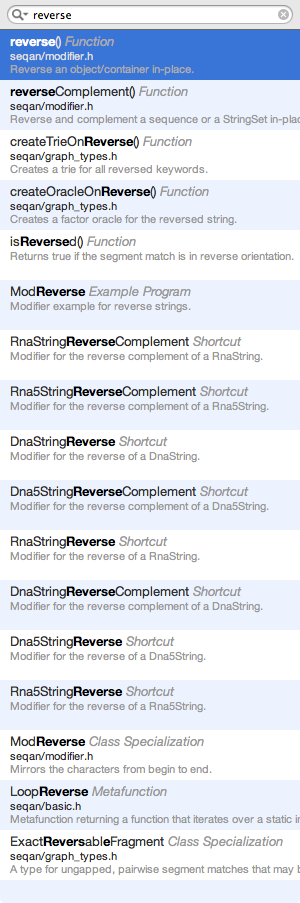 reverse
reverse() Function
seqan/modifier.h
Reverse an object/container in-place.
reverseComplement() Function
seqan/modifier.h
Reverse and complement a sequence or a StringSet in-plac
createTrieOnReverse() Function
seqan/graph_types.h
Creates a trie for all reversed keywords.
createOracleOnReverse() Function
seqan/graph_types.h
Creates a factor oracle for the reversed string.
isReversed() Function
Returns true if the segment match is in reverse orientation.
ModReverse Example Program
Modifier example for reverse strings.
RnaStringReverseComplement Shortcut
Modifier for the reverse complement of a RnaString.
Rna5StringReverseComplement Shortcut
Modifier for the reverse complement of a Rna5String.
DnaStringReverse Shortcut
Modifier for the reverse of a DnaString.
Dna5StringReverseComplement Shortcut
Modifier for the reverse complement of a Dna5String.
RnaStringReverse Shortcut
Modifier for the reverse of a RnaString.
DnaStringReverseComplement Shortcut
Modifier for the reverse complement of a DnaString.
Dna5StringReverse Shortcut
Modifier for the reverse of a Dna5String.
Rna5StringReverse Shortcut
Modifier for the reverse of a Rna5String.
ModReverse Class Specialization
seqan/modifier.h
Mirrors the characters from begin to end.
LoopReverse Metafunction
seqan/basic.h
Metafunction returning a function that iterates over a static in
ExactReversableFragment Class Specialization
seqan/graph_types.h
A type for ungapped, pairwise segment matches that may b